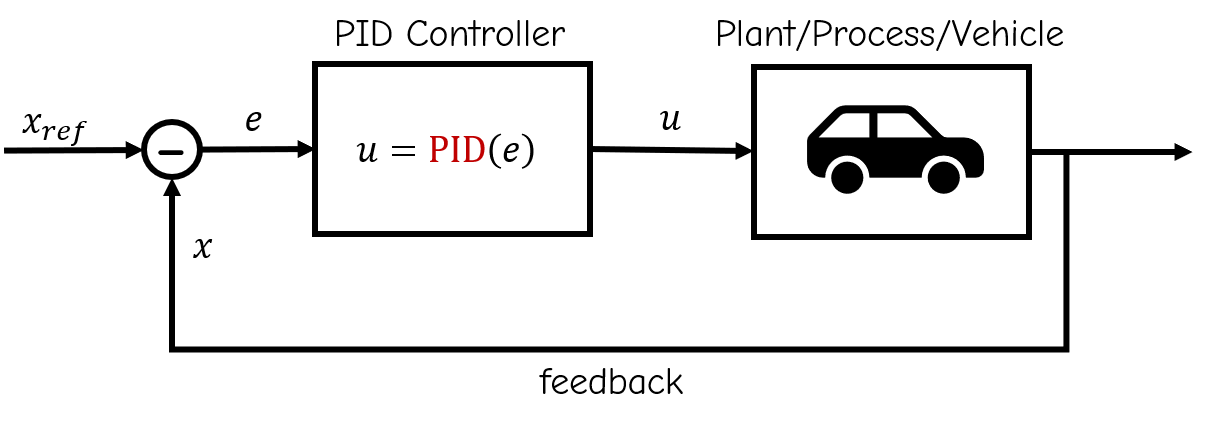 PID Controller
Plant/Process/Vehicle
x_ref
−
e
u = PID(e)
u
x
feedback